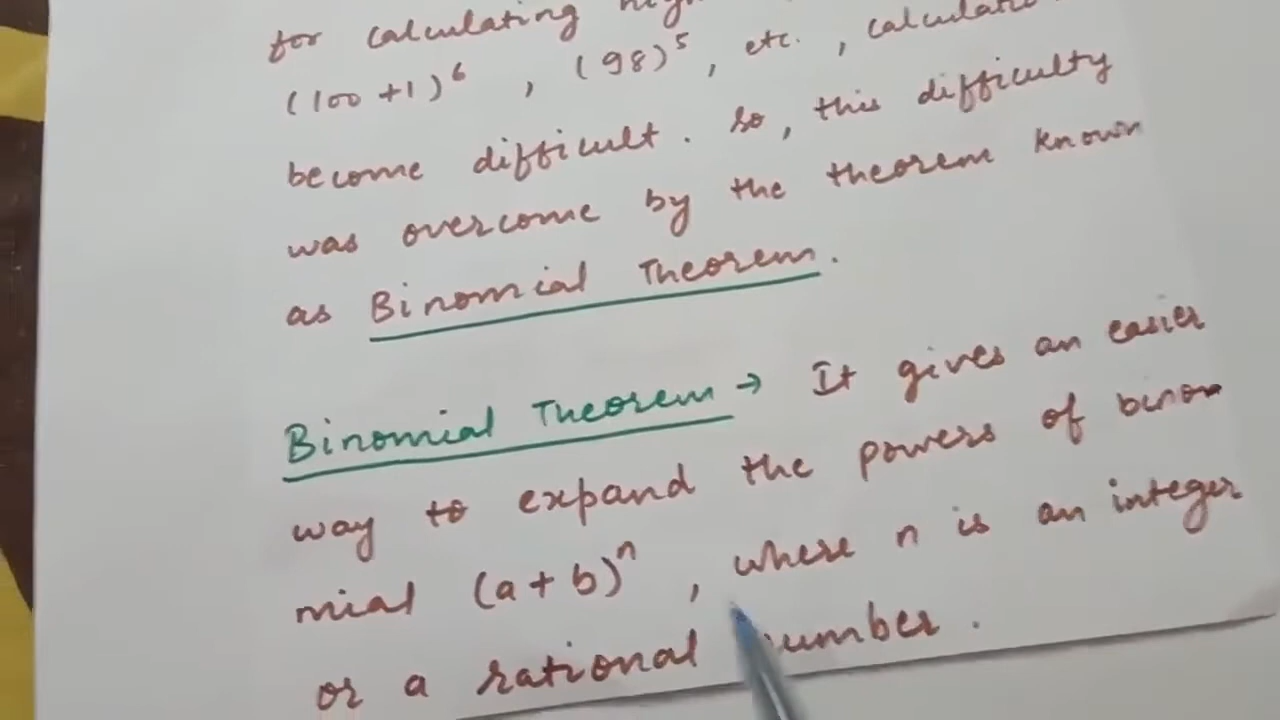 for calculating
(100+1)^6 , (98)^5, etc. ,
become difficult. So, this difficulty
was overcome by the theorem known
as Binomial Theorem.
Binomial Theorem → It gives an easier
way to expand the powers of bino-
mial (a+b)^n , where n is an integer
or a rational number.